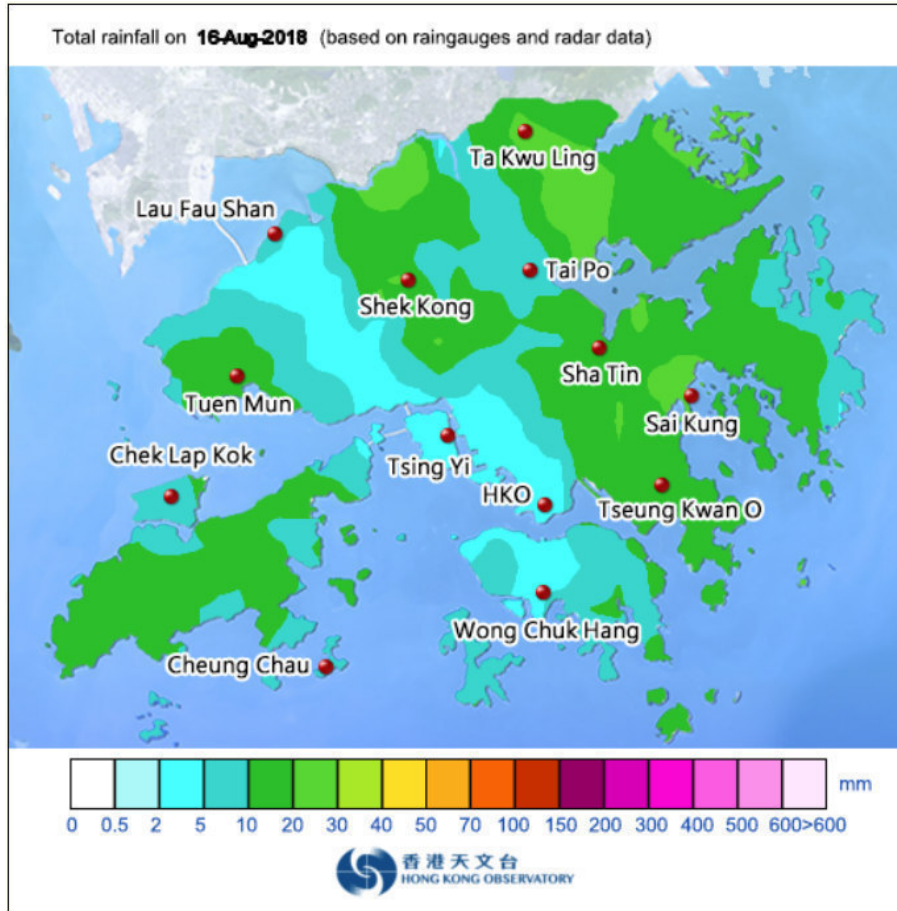 Total rainfall on 16-Aug-2018 (based on raingauges and radar data)
Ta Kwu Ling
Lau Fau Shan
Tai Po
Shek Kong
Sha Tin
Tuen Mun
Sai Kung
Chek Lap Kok
Tsing Yi
HKO
Tseung Kwan O
Wong Chuk Hang
Cheung Chau
mm
0 0.5 2 5 10 20 30 40 50 70 100 150 200 300 400 500 600>600
香港天文台
HONG KONG OBSERVATORY